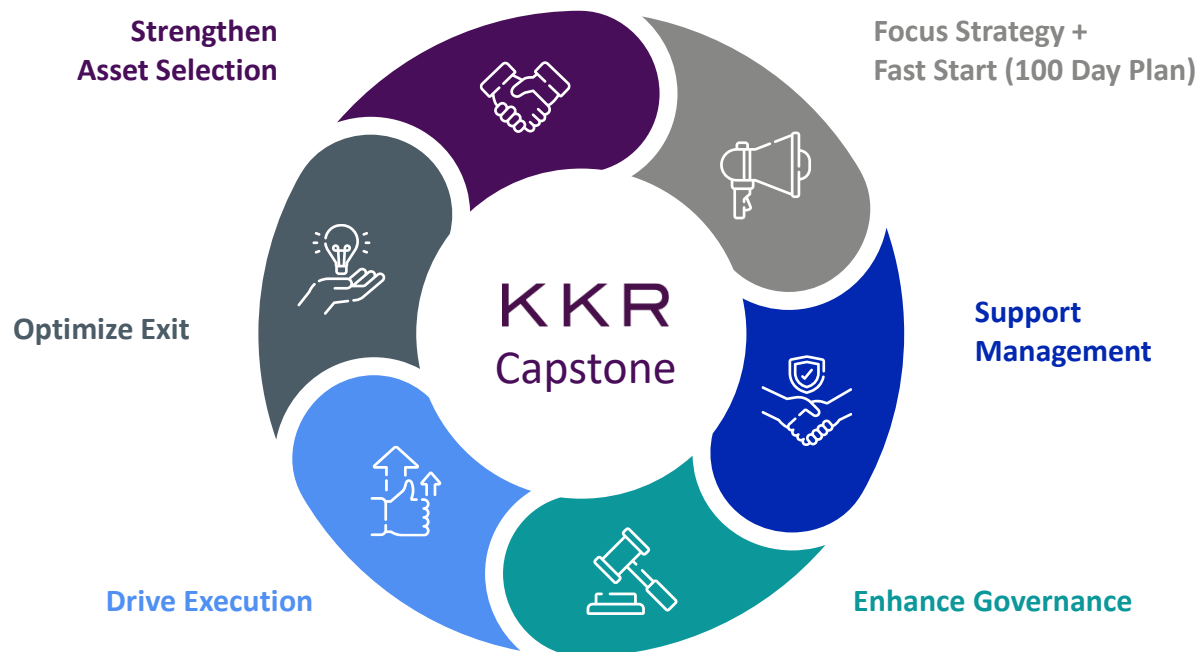 Strengthen
Asset Selection
Focus Strategy +
Fast Start (100 Day Plan)
Optimize Exit
KKR
Capstone
Support
Management
Drive Execution
Enhance Governance